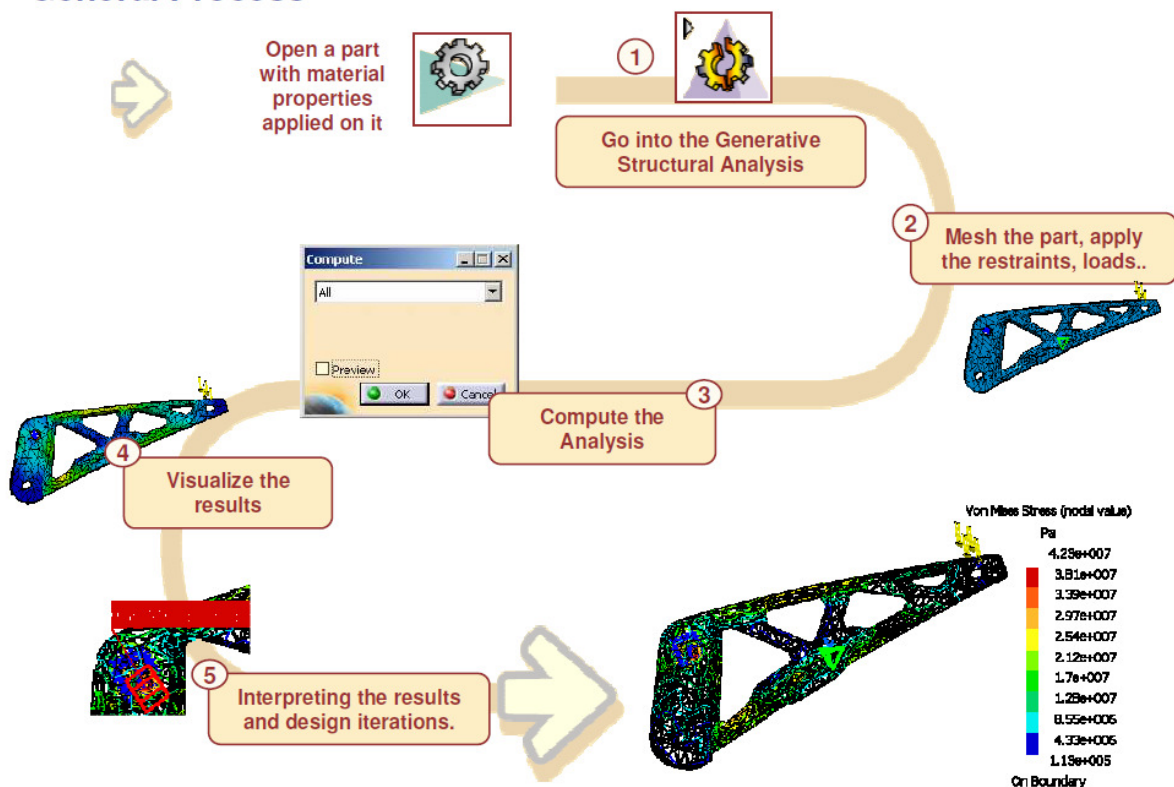 Open a part
with material
properties
applied on it
1
Go into the Generative
Structural Analysis
2
Mesh the part, apply
the restraints, loads..
Compute
All
Preview
OK
Cancel
3
Compute the
Analysis
4
Visualize the
results
5
Interpreting the results
and design iterations.
Von Mises Stress (nodal value)
Pa
4.23e+007
3.81e+007
3.39e+007
2.97e+007
2.54e+007
2.12e+007
1.7e+007
1.28e+007
8.55e+006
4.33e+006
1.13e+005
On Boundary